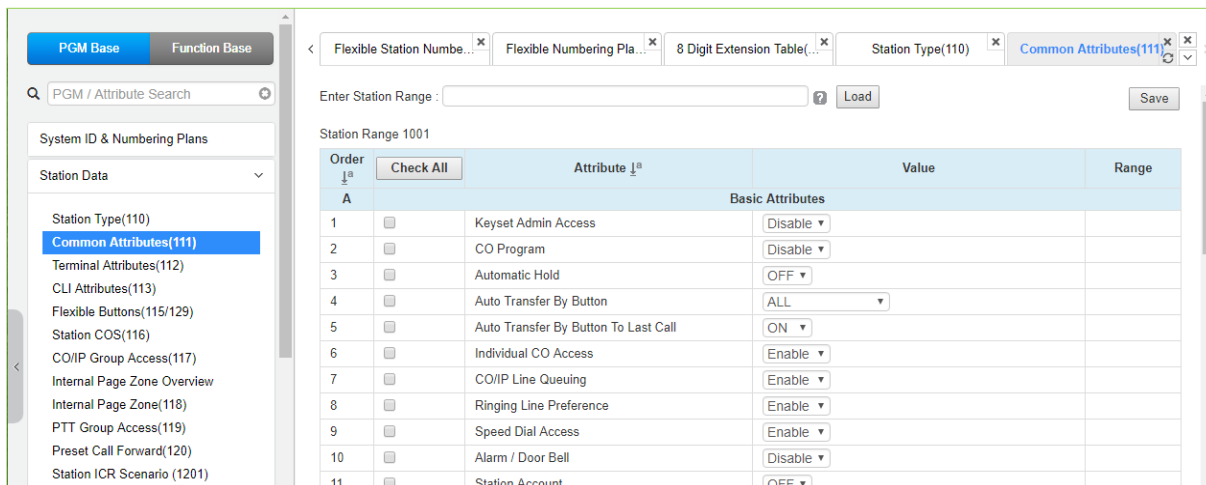 PGM Base Function Base
PGM / Attribute Search
System ID & Numbering Plans
Station Data
Station Type(110)
Common Attributes(111)
Terminal Attributes(112)
CLI Attributes(113)
Flexible Buttons(115/129)
Station COS(116)
CO/IP Group Access(117)
Internal Page Zone Overview
Internal Page Zone(118)
PTT Group Access(119)
Preset Call Forward(120)
Station ICR Scenario (1201)
Flexible Station Numbe... Flexible Numbering Pla... 8 Digit Extension Table(... Station Type(110) Common Attributes(111)
Enter Station Range : Load Save
Station Range 1001
Order Check All Attribute Value Range
A Basic Attributes
1 Keyset Admin Access Disable
2 CO Program Disable
3 Automatic Hold OFF
4 Auto Transfer By Button ALL
5 Auto Transfer By Button To Last Call ON
6 Individual CO Access Enable
7 CO/IP Line Queuing Enable
8 Ringing Line Preference Enable
9 Speed Dial Access Enable
10 Alarm / Door Bell Disable
11 Station Account OFF